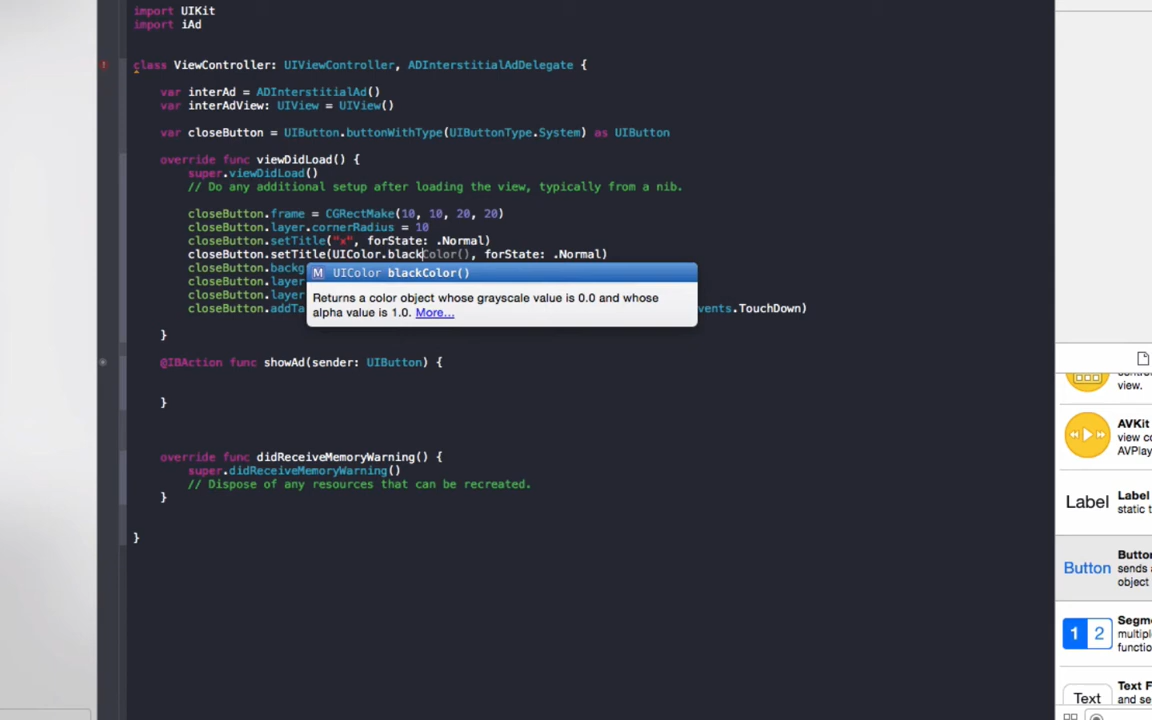 import UIKit
import iAd
class ViewController: UIViewController, ADInterstitialAdDelegate {
var interAd = ADInterstitialAd()
var interAdView: UIView = UIView()
var closeButton = UIButton.buttonWithType(UIButtonType.System) as UIButton
override func viewDidLoad() {
super.viewDidLoad()
// Do any additional setup after loading the view, typically from a nib.
closeButton.frame = CGRectMake(10, 10, 20, 20)
closeButton.layer.cornerRadius = 10
closeButton.setTitle("x", forState: .Normal)
closeButton.setTitle(UIColor.blackColor(), forState: .Normal)
closeButton.backg
M UIColor blackColor()
closeButton.layer
Returns a color object whose grayscale value is 0.0 and whose
alpha value is 1.0. More...
closeButton.layer
closeButton.addTa vents.TouchDown)
}
@IBAction func showAd(sender: UIButton) {
}
override func didReceiveMemoryWarning() {
super.didReceiveMemoryWarning()
// Dispose of any resources that can be recreated.
}
}
view.
AVKit
view co
AVPlay
Label
Label
static t
Button
Butto
sends a
object
1 2
Segm
multipl
functio
Text
Text F
and se